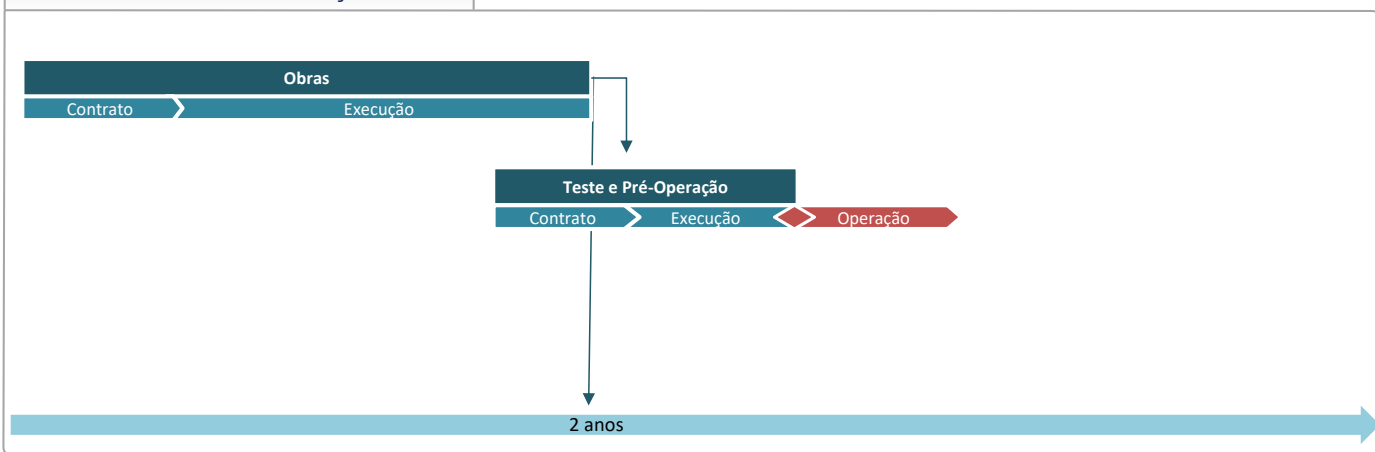 Obras
Contrato
Execução
Teste e Pré-Operação
Contrato
Execução
Operação
2 anos